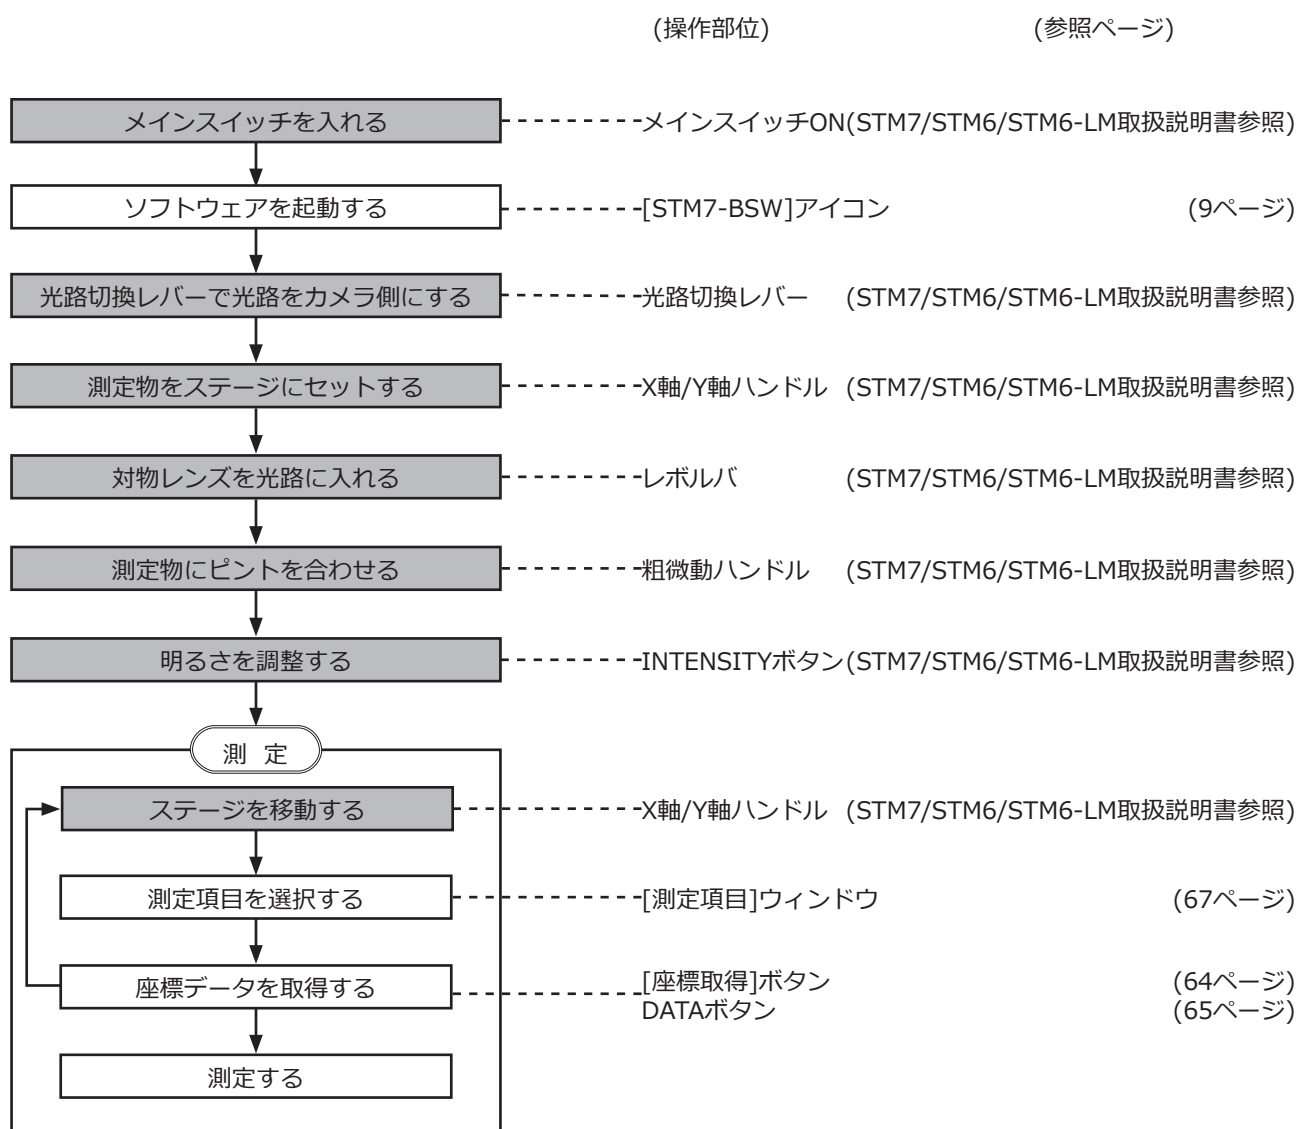 (操作部位) (参照ページ)
メインスイッチを入れる メインスイッチON(STM7/STM6/STM6-LM取扱説明書参照)
ソフトウェアを起動する [STM7-BSW]アイコン (9ページ)
光路切換レバーで光路をカメラ側にする 光路切換レバー (STM7/STM6/STM6-LM取扱説明書参照)
測定物をステージにセットする X軸/Y軸ハンドル (STM7/STM6/STM6-LM取扱説明書参照)
対物レンズを光路に入れる レボルバ (STM7/STM6/STM6-LM取扱説明書参照)
測定物にピントを合わせる 粗微動ハンドル (STM7/STM6/STM6-LM取扱説明書参照)
明るさを調整する INTENSITYボタン(STM7/STM6/STM6-LM取扱説明書参照)
測 定
ステージを移動する X軸/Y軸ハンドル (STM7/STM6/STM6-LM取扱説明書参照)
測定項目を選択する [測定項目]ウィンドウ (67ページ)
座標データを取得する [座標取得]ボタン (64ページ)
DATAボタン (65ページ)
測定する